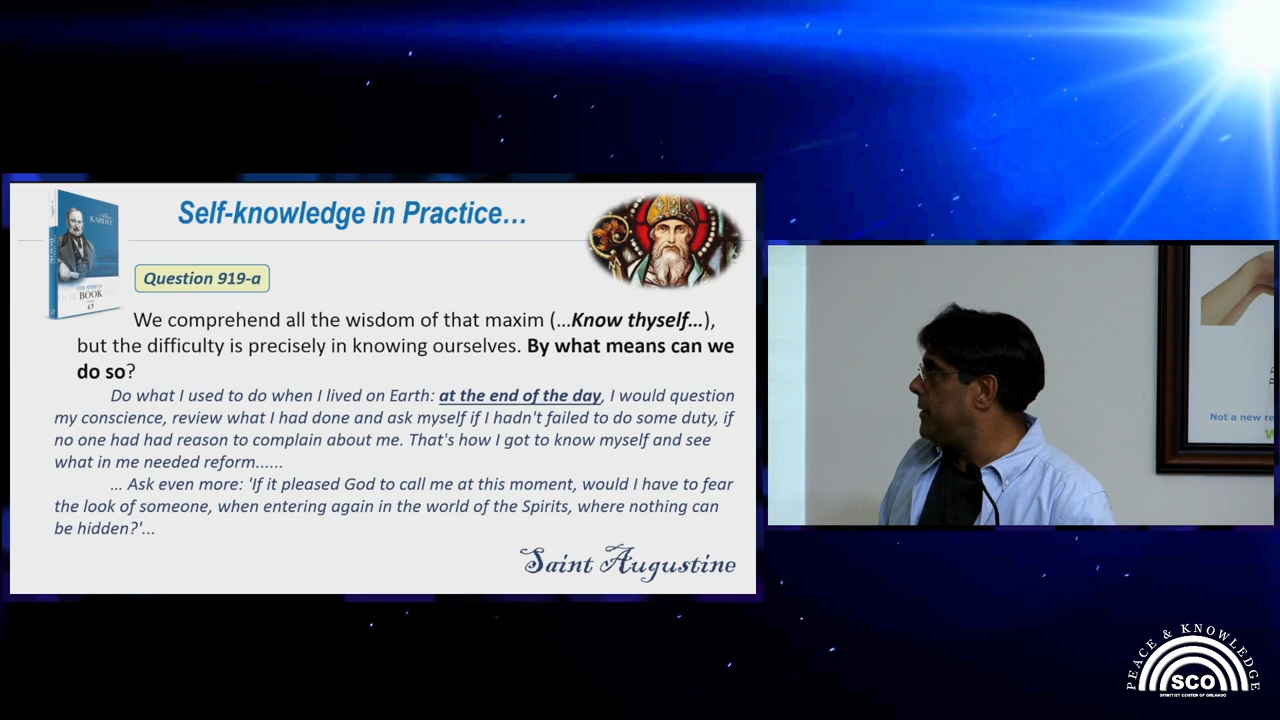 Self-knowledge in Practice...
KARDEC
THE SPIRITS'
BOOK
Question 919-a
We comprehend all the wisdom of that maxim (...Know thyself...),
but the difficulty is precisely in knowing ourselves. By what means can we
do so?
Do what I used to do when I lived on Earth: at the end of the day, I would question
my conscience, review what I had done and ask myself if I hadn't failed to do some duty, if
no one had had reason to complain about me. That's how I got to know myself and see
what in me needed reform......
... Ask even more: 'If it pleased God to call me at this moment, would I have to fear
the look of someone, when entering again in the world of the Spirits, where nothing can
be hidden?'...
Saint Augustine
Not a new re
PEACE & KNOWLEDGE
SCO
SPIRITIST CENTER OF ORLANDO